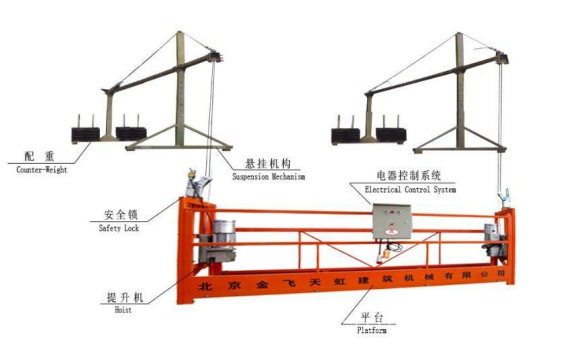 配重
Counter-Weight
悬挂机构
Suspension Mechanism
电器控制系统
Electrical Control System
安全锁
Safety Lock
提升机
Hoist
北京金飞天虹建筑机械有限公司
平台
Platform